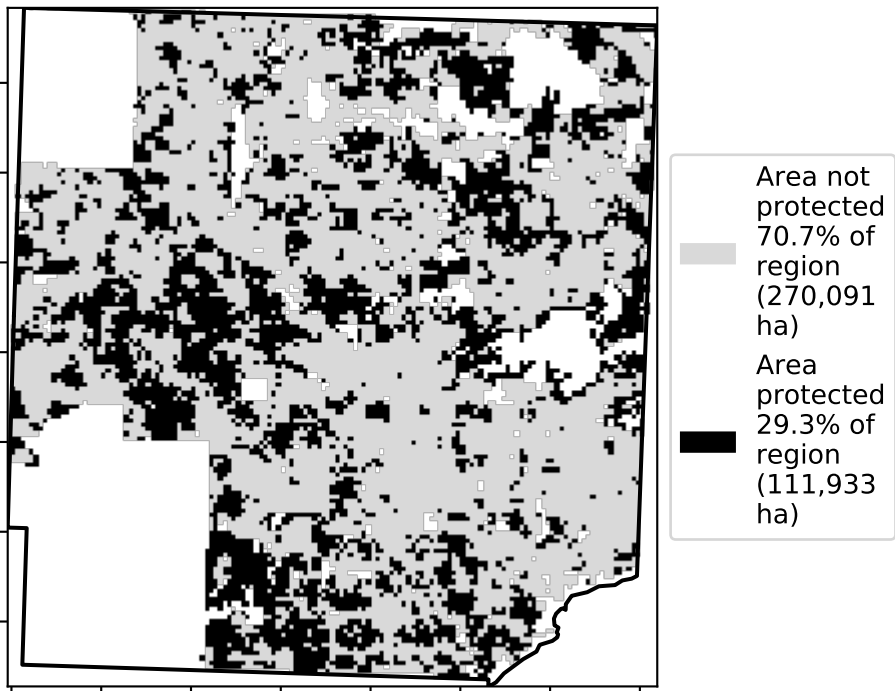 Area not
protected
70.7% of
region
(270,091
ha)
Area
protected
29.3% of
region
(111,933
ha)